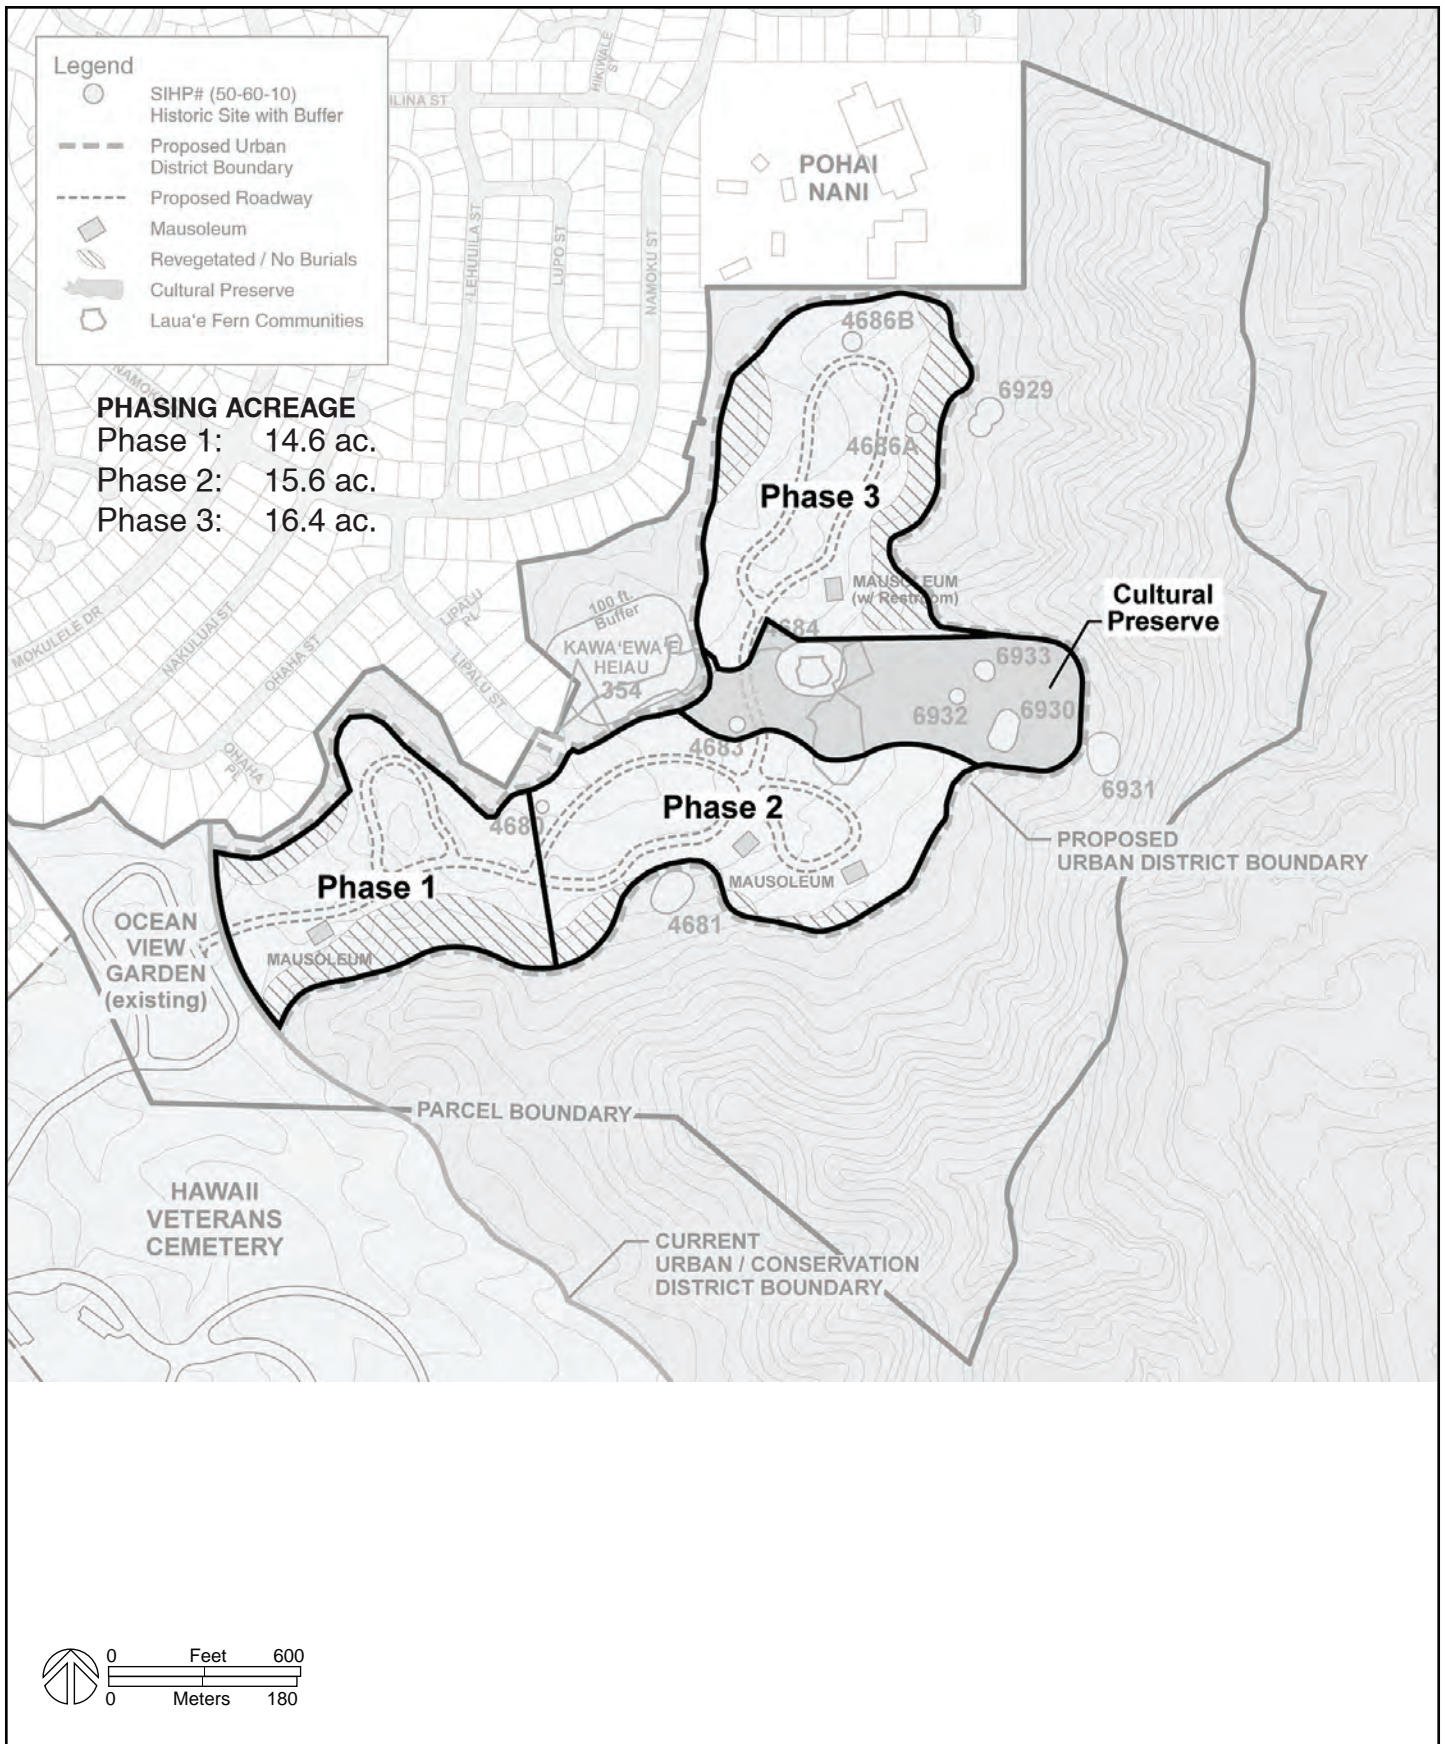 Legend
SIHP# (50-60-10)
Historic Site with Buffer
Proposed Urban
District Boundary
Proposed Roadway
Mausoleum
Revegetated / No Burials
Cultural Preserve
Laua‘e Fern Communities
ILINA ST
HIKIWALE ST
LEHUUILA ST
LUPO ST
NAMOKU ST
POHAI
NANI
PHASING ACREAGE
Phase 1: 14.6 ac.
Phase 2: 15.6 ac.
Phase 3: 16.4 ac.
4686B
6929
4686A
Phase 3
MAUSOLEUM
(w/ Restroom)
Cultural
Preserve
100 ft.
Buffer
KAWA‘EWA‘E
HEIAU
354
4684
6933
6932
6930
6931
4683
MOKULELE DR
NAKULUAI ST
OHAHA ST
OHAHA PL
LIPALU PL
LIPALU ST
Phase 2
Phase 1
MAUSOLEUM
MAUSOLEUM
4681
PROPOSED
URBAN DISTRICT BOUNDARY
OCEAN
VIEW
GARDEN
(existing)
PARCEL BOUNDARY
HAWAII
VETERANS
CEMETERY
CURRENT
URBAN / CONSERVATION
DISTRICT BOUNDARY
0 Feet 600
0 Meters 180